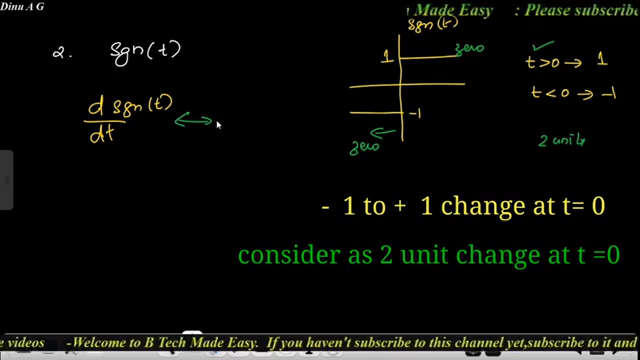 Dinu A G
Made Easy : Please subscribe
2. Sgn(t)
sgn(t)
1
zero
t>0 → 1
t<0 → -1
d sgn(t)
dt
↔
-1
zero
2 units
- 1 to + 1 change at t= 0
consider as 2 unit change at t =0
e videos -Welcome to B Tech Made Easy. If you haven't subscribe to this channel yet,subscribe to it and